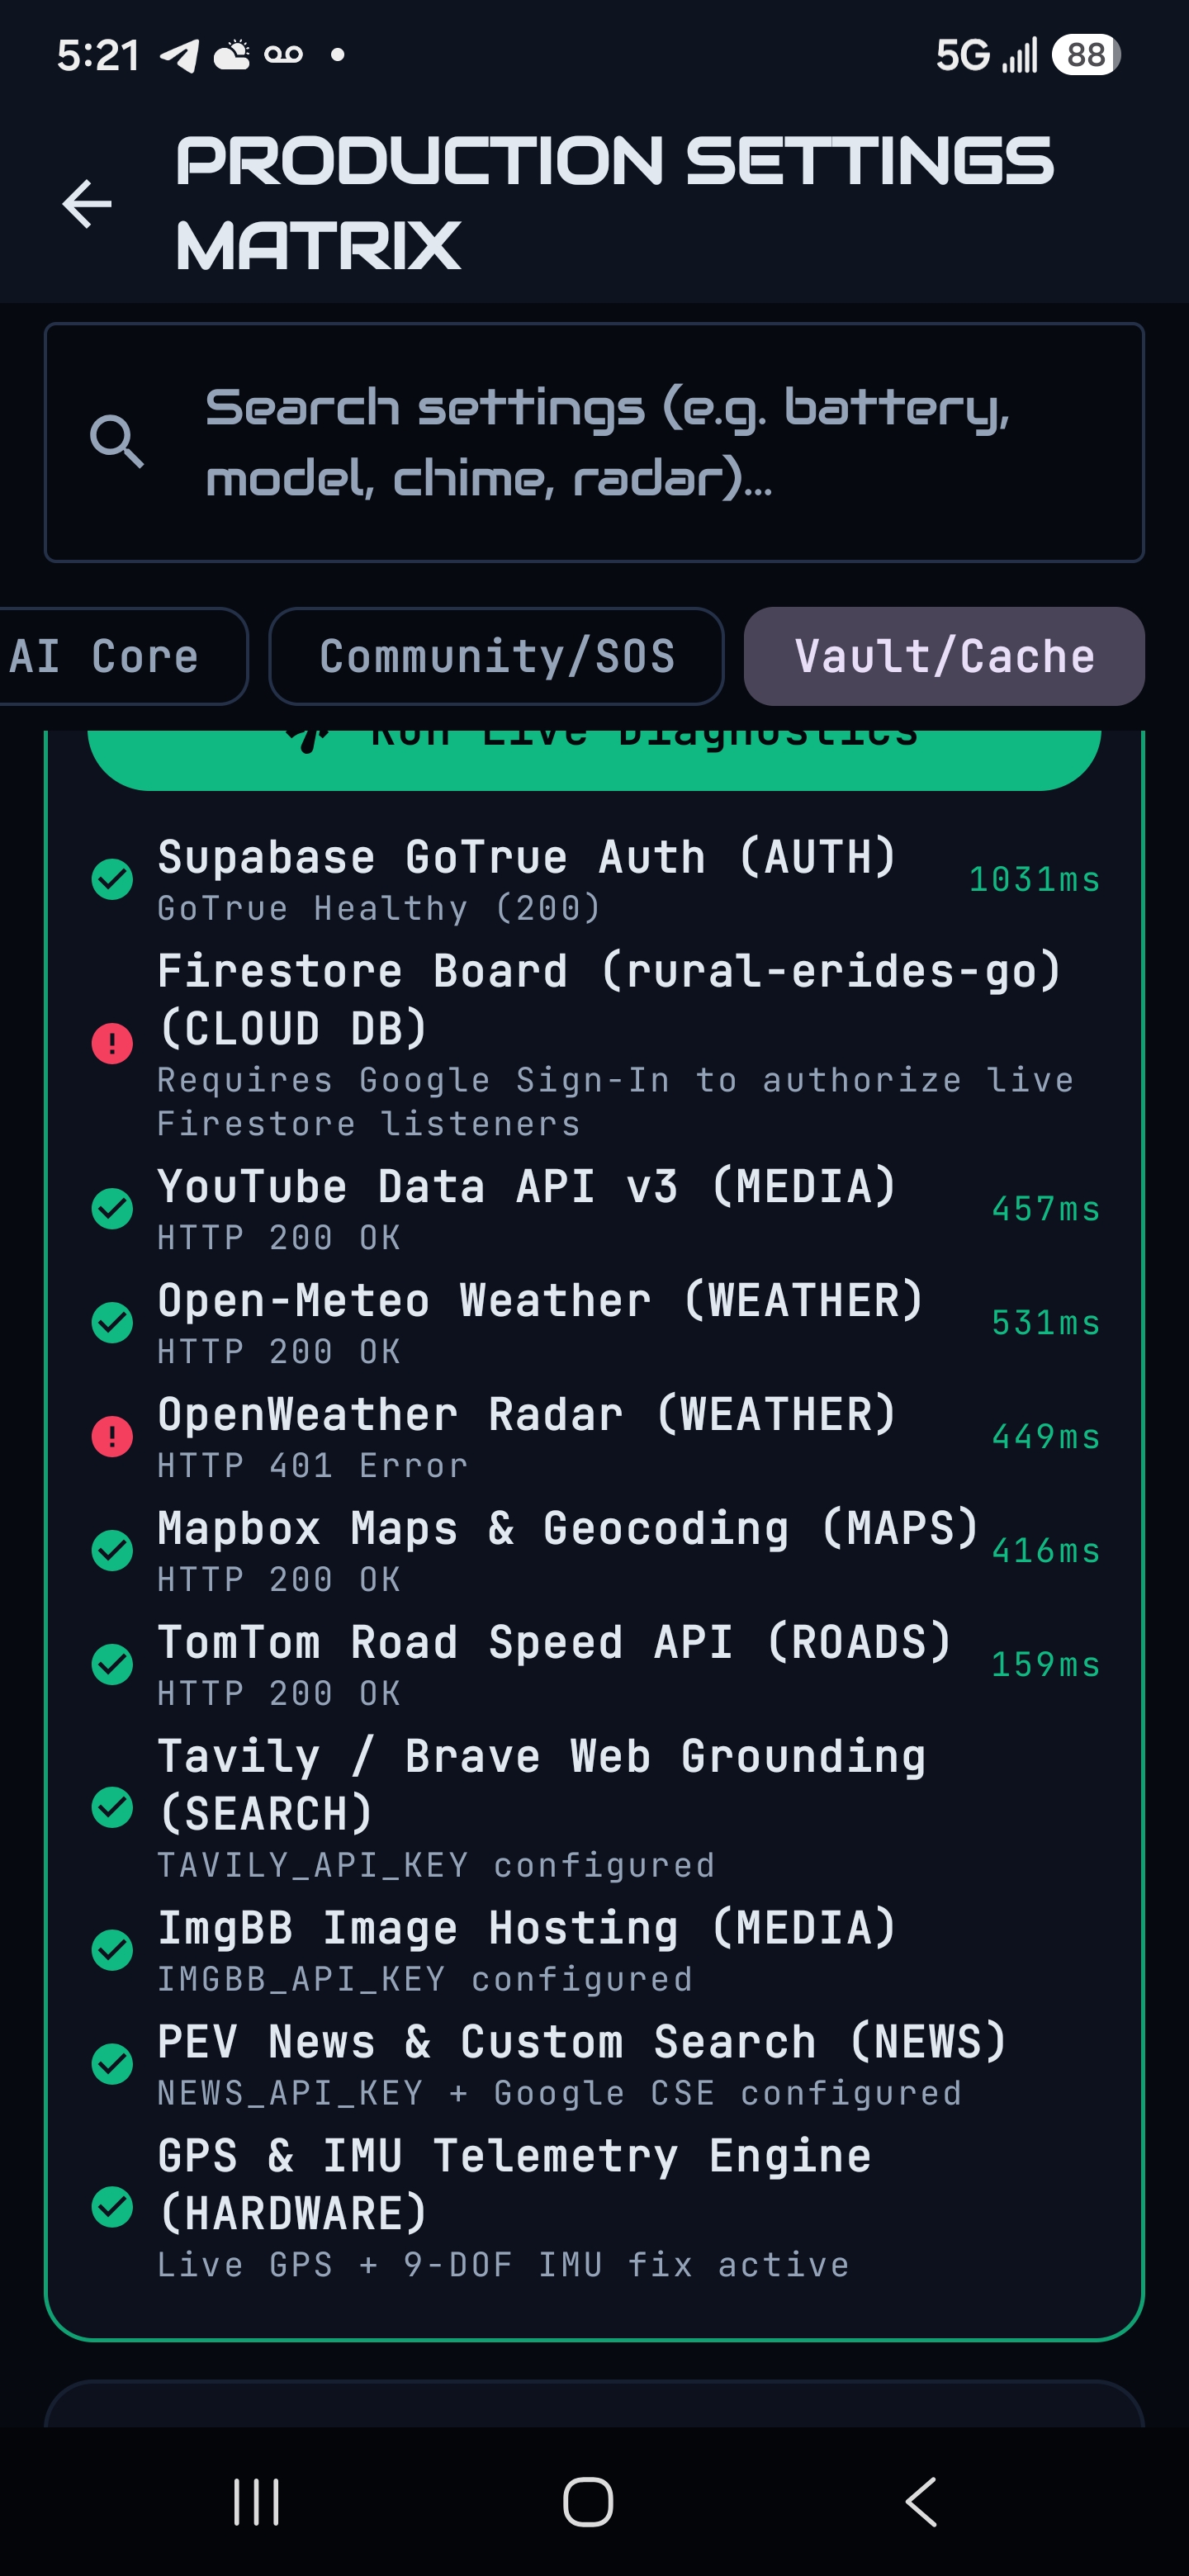 5:21
5G 88
PRODUCTION SETTINGS
MATRIX
Search settings (e.g. battery,
model, chime, radar)...
AI Core
Community/SOS
Vault/Cache
Run Live Diagnostics
Supabase GoTrue Auth (AUTH)
1031ms
GoTrue Healthy (200)
Firestore Board (rural-erides-go)
(CLOUD DB)
Requires Google Sign-In to authorize live
Firestore listeners
YouTube Data API v3 (MEDIA)
457ms
HTTP 200 OK
Open-Meteo Weather (WEATHER)
531ms
HTTP 200 OK
OpenWeather Radar (WEATHER)
449ms
HTTP 401 Error
Mapbox Maps & Geocoding (MAPS)
416ms
HTTP 200 OK
TomTom Road Speed API (ROADS)
159ms
HTTP 200 OK
Tavily / Brave Web Grounding
(SEARCH)
TAVILY_API_KEY configured
ImgBB Image Hosting (MEDIA)
IMGBB_API_KEY configured
PEV News & Custom Search (NEWS)
NEWS_API_KEY + Google CSE configured
GPS & IMU Telemetry Engine
(HARDWARE)
Live GPS + 9-DOF IMU fix active